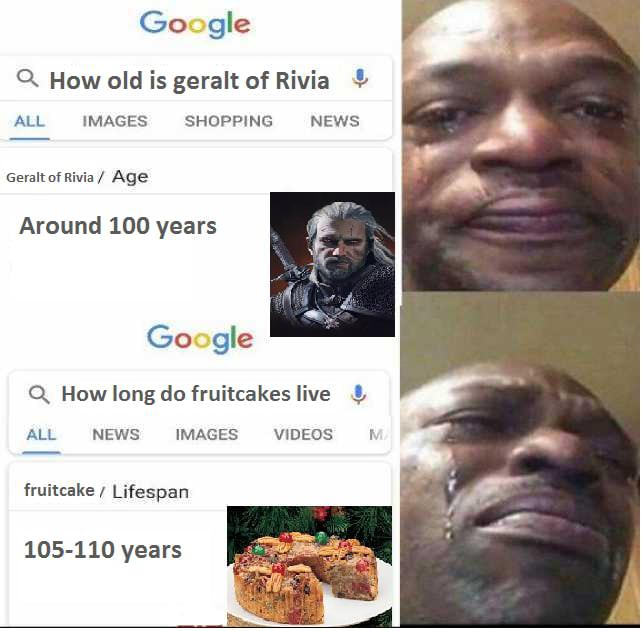 Google
How old is geralt of Rivia
ALL IMAGES SHOPPING NEWS
Geralt of Rivia / Age
Around 100 years
Google
How long do fruitcakes live
ALL NEWS IMAGES VIDEOS M
fruitcake / Lifespan
105-110 years